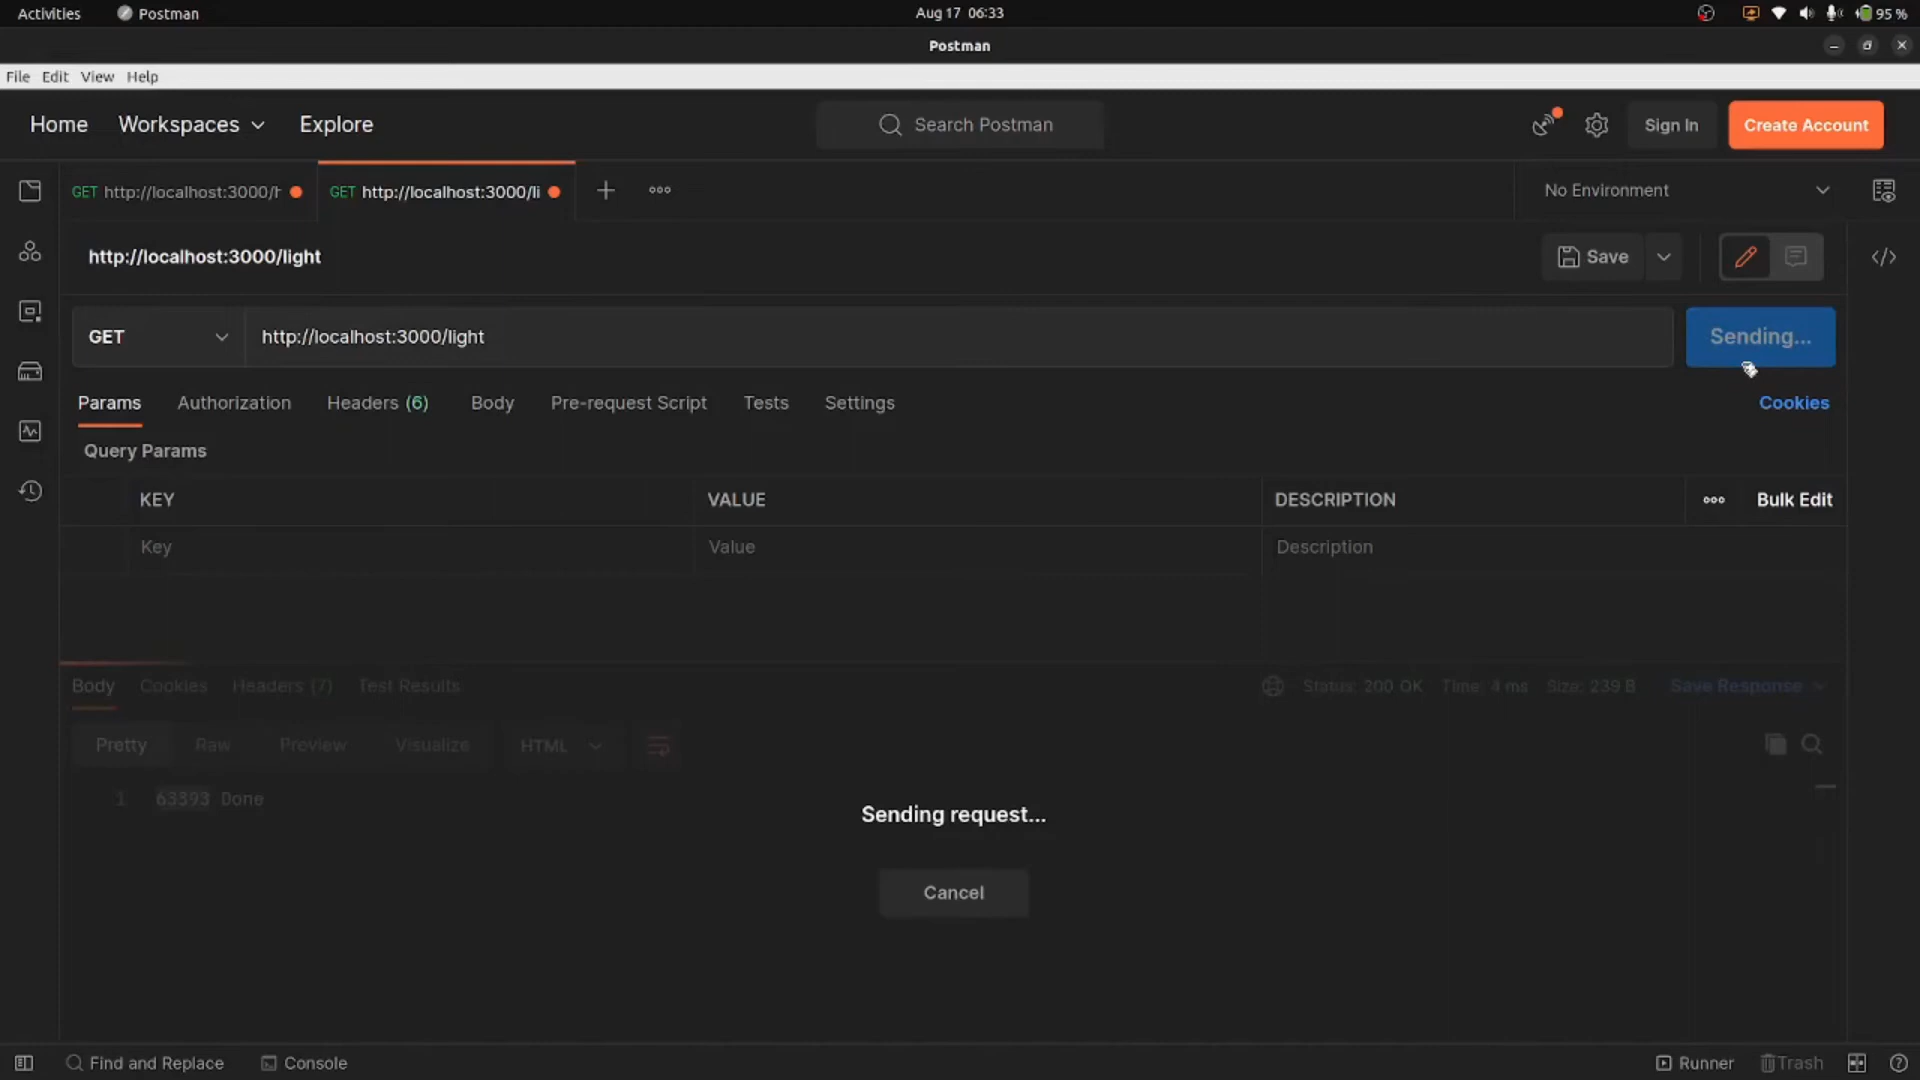 Activities Postman Aug 17 06:33 95 %
Postman
File Edit View Help
Home Workspaces Explore Search Postman Sign In Create Account
GET http://localhost:3000/h GET http://localhost:3000/li No Environment
http://localhost:3000/light Save
GET http://localhost:3000/light Sending...
Params Authorization Headers (6) Body Pre-request Script Tests Settings Cookies
Query Params
KEY VALUE DESCRIPTION Bulk Edit
Key Value Description
Body Cookies Headers (7) Test Results Status: 200 OK Time: 4 ms Size: 239 B Save Response
Pretty Raw Preview Visualize HTML
1 63393 Done
Sending request...
Cancel
Find and Replace Console Runner Trash